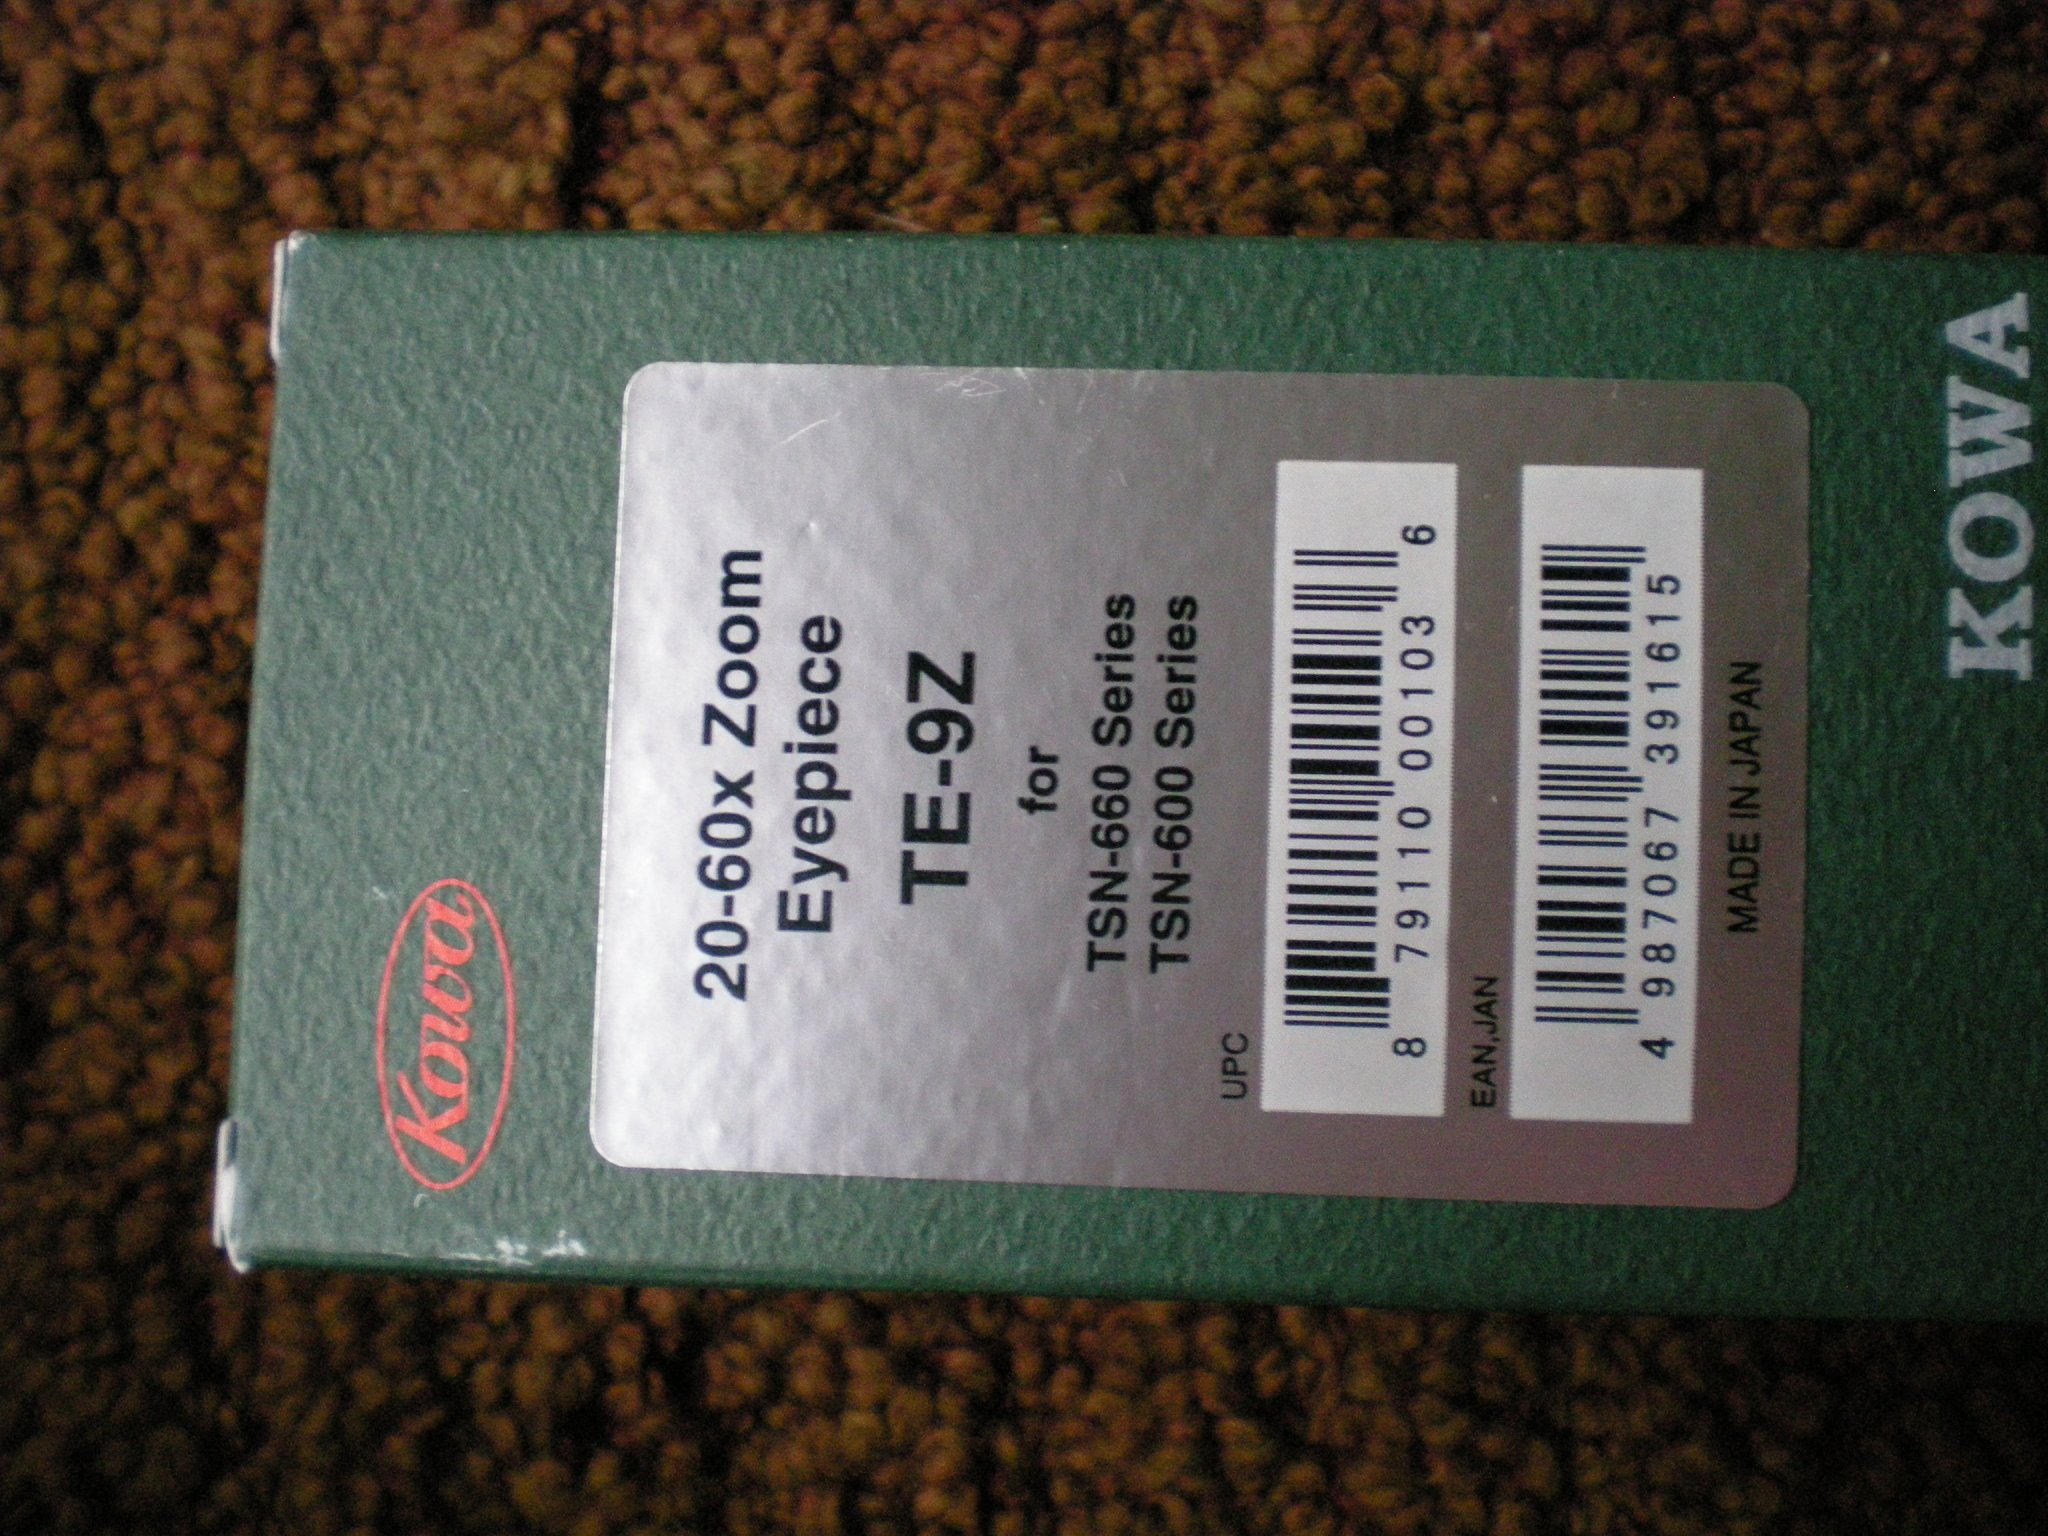 Kowa
20-60x Zoom
Eyepiece
TE-9Z
for
TSN-660 Series
TSN-600 Series
UPC
8 79110 00103 6
EAN,JAN
4 987067 391615
MADE IN JAPAN
KOWA